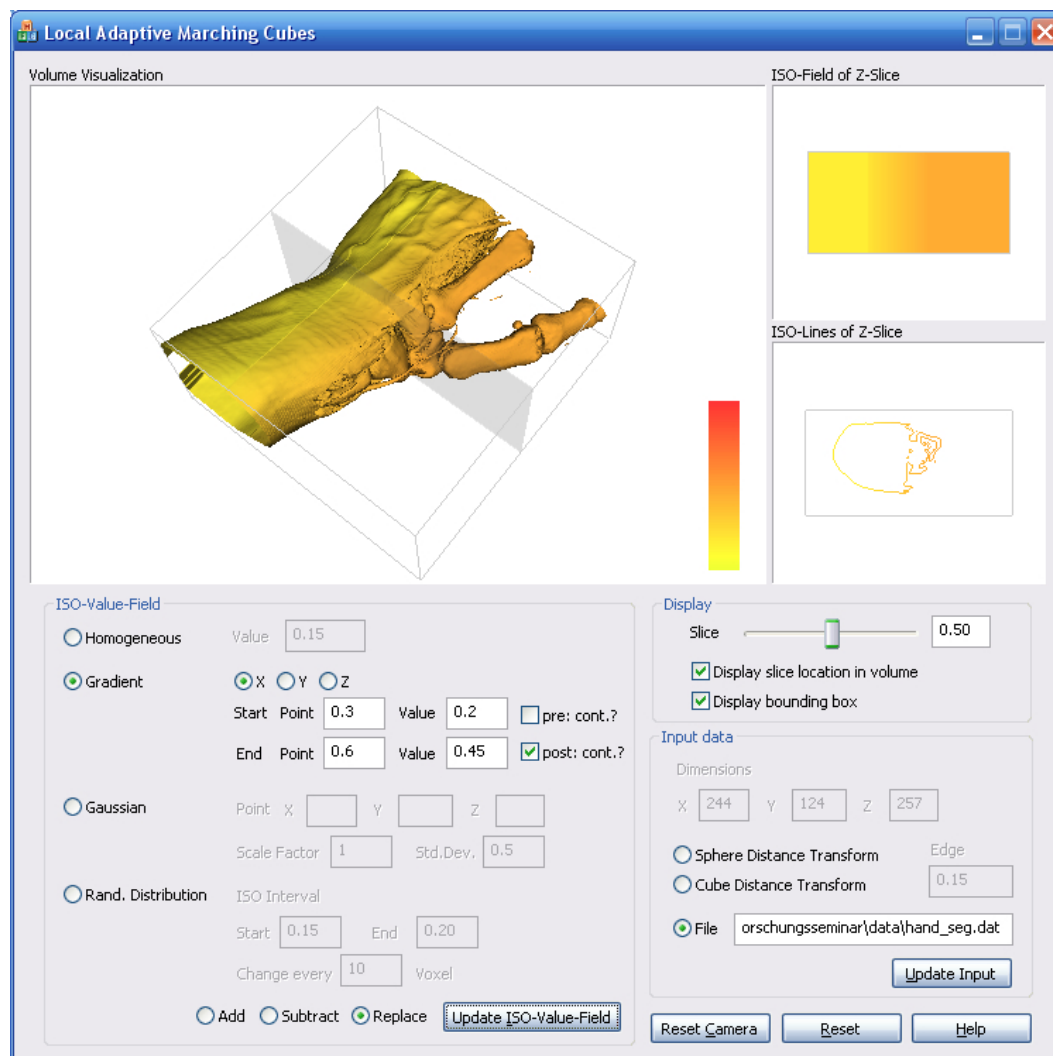 Local Adaptive Marching Cubes
Volume Visualization
ISO-Field of Z-Slice
ISO-Lines of Z-Slice
ISO-Value-Field
Homogeneous Value 0.15
Gradient X Y Z
Start Point 0.3 Value 0.2 pre: cont.?
End Point 0.6 Value 0.45 post: cont.?
Gaussian Point X Y Z
Scale Factor 1 Std.Dev. 0.5
Rand. Distribution ISO Interval
Start 0.15 End 0.20
Change every 10 Voxel
Add Subtract Replace Update ISO-Value-Field
Display
Slice 0.50
Display slice location in volume
Display bounding box
Input data
Dimensions
X 244 Y 124 Z 257
Sphere Distance Transform Edge
Cube Distance Transform 0.15
File orschungsseminar\data\hand_seg.dat
Update Input
Reset Camera Reset Help